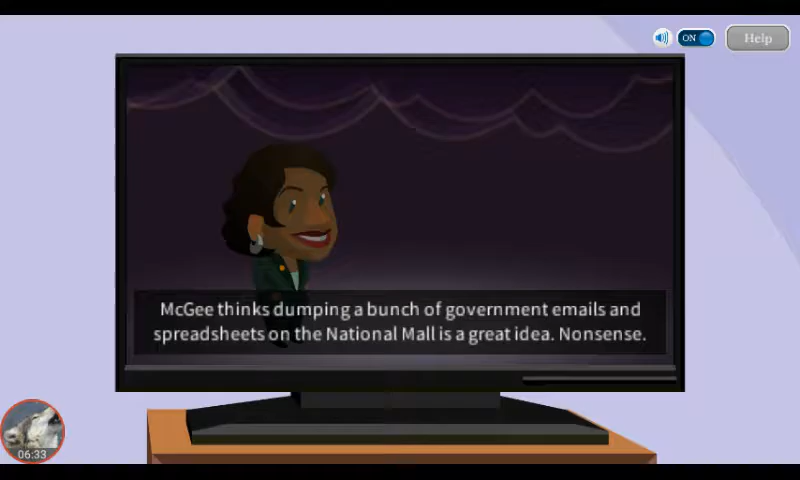 ON
Help
McGee thinks dumping a bunch of government emails and
spreadsheets on the National Mall is a great idea. Nonsense.
06:33